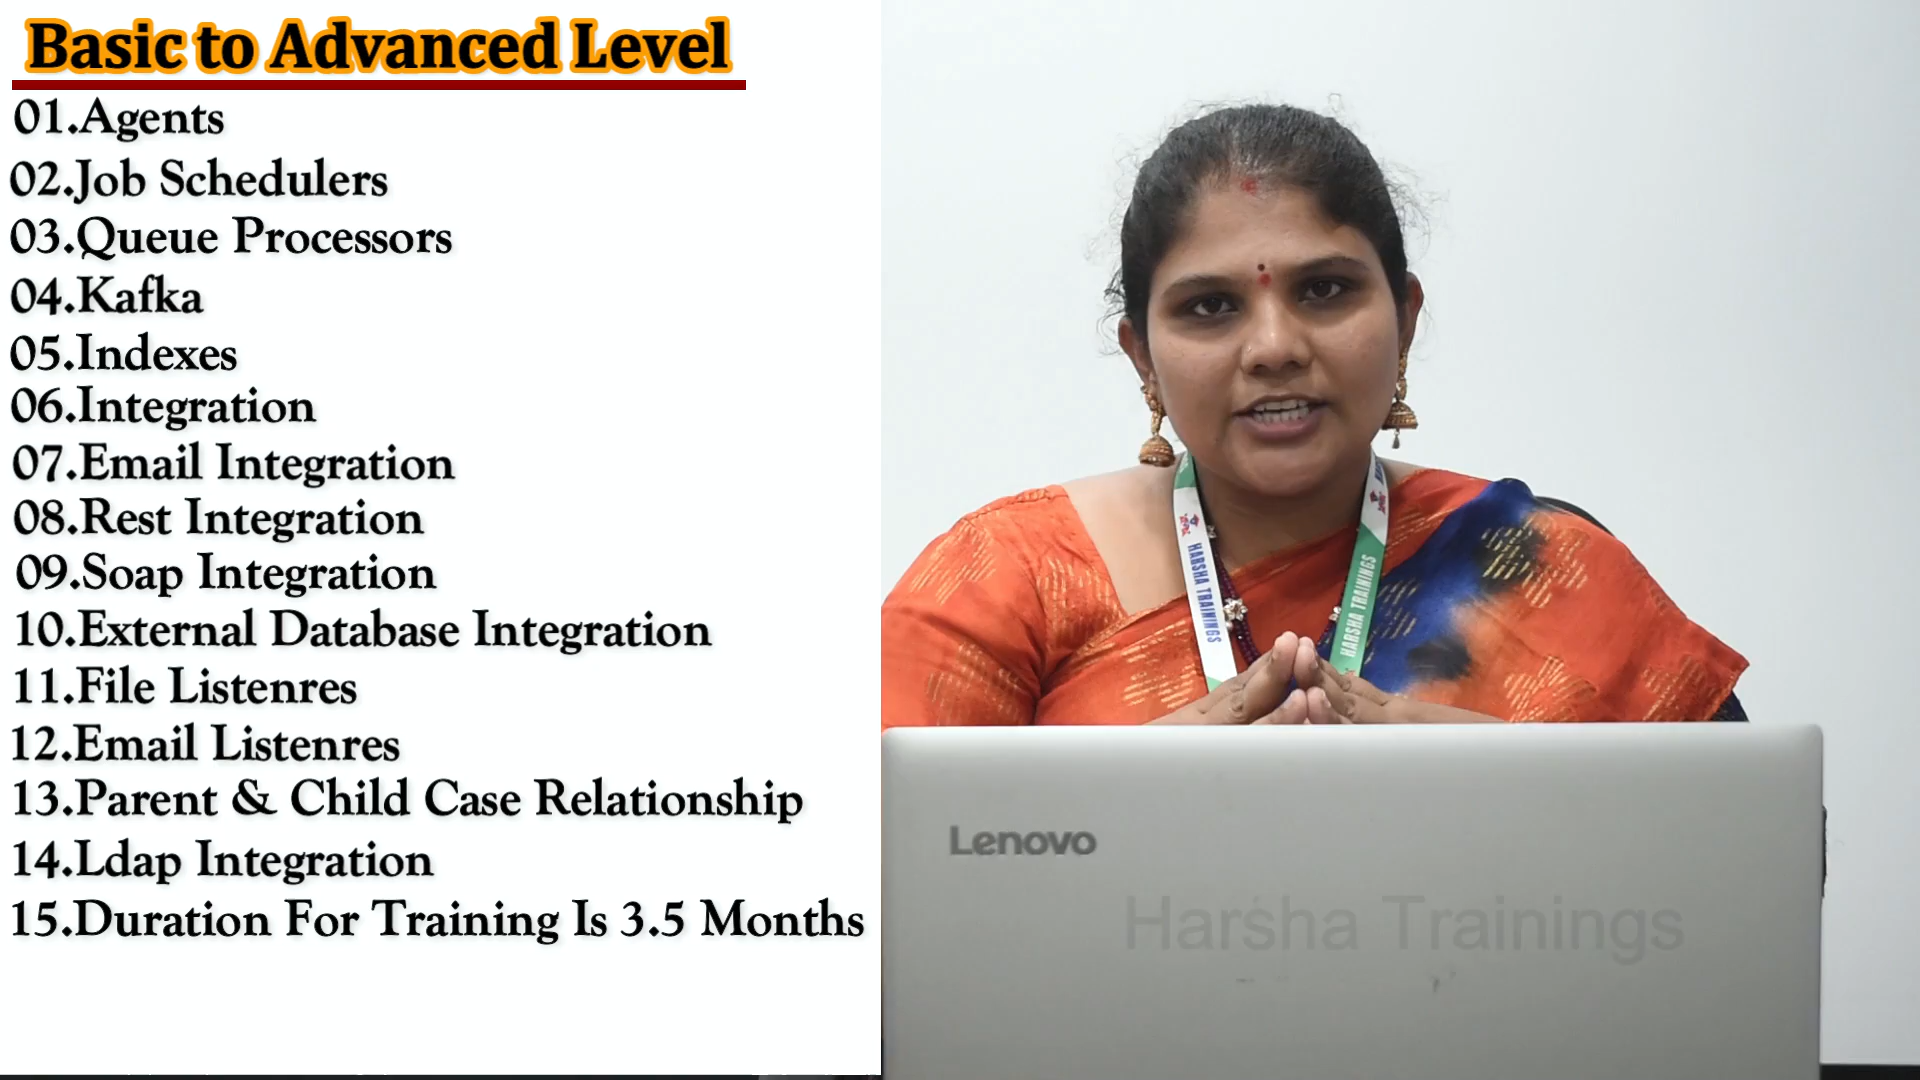 Basic to Advanced Level
01.Agents
02.Job Schedulers
03.Queue Processors
04.Kafka
05.Indexes
06.Integration
07.Email Integration
08.Rest Integration
09.Soap Integration
10.External Database Integration
11.File Listenres
12.Email Listenres
13.Parent & Child Case Relationship
14.Ldap Integration
15.Duration For Training Is 3.5 Months
HARSHA TRAININGS
HARSHA TRAININGS
Lenovo
Harsha Trainings